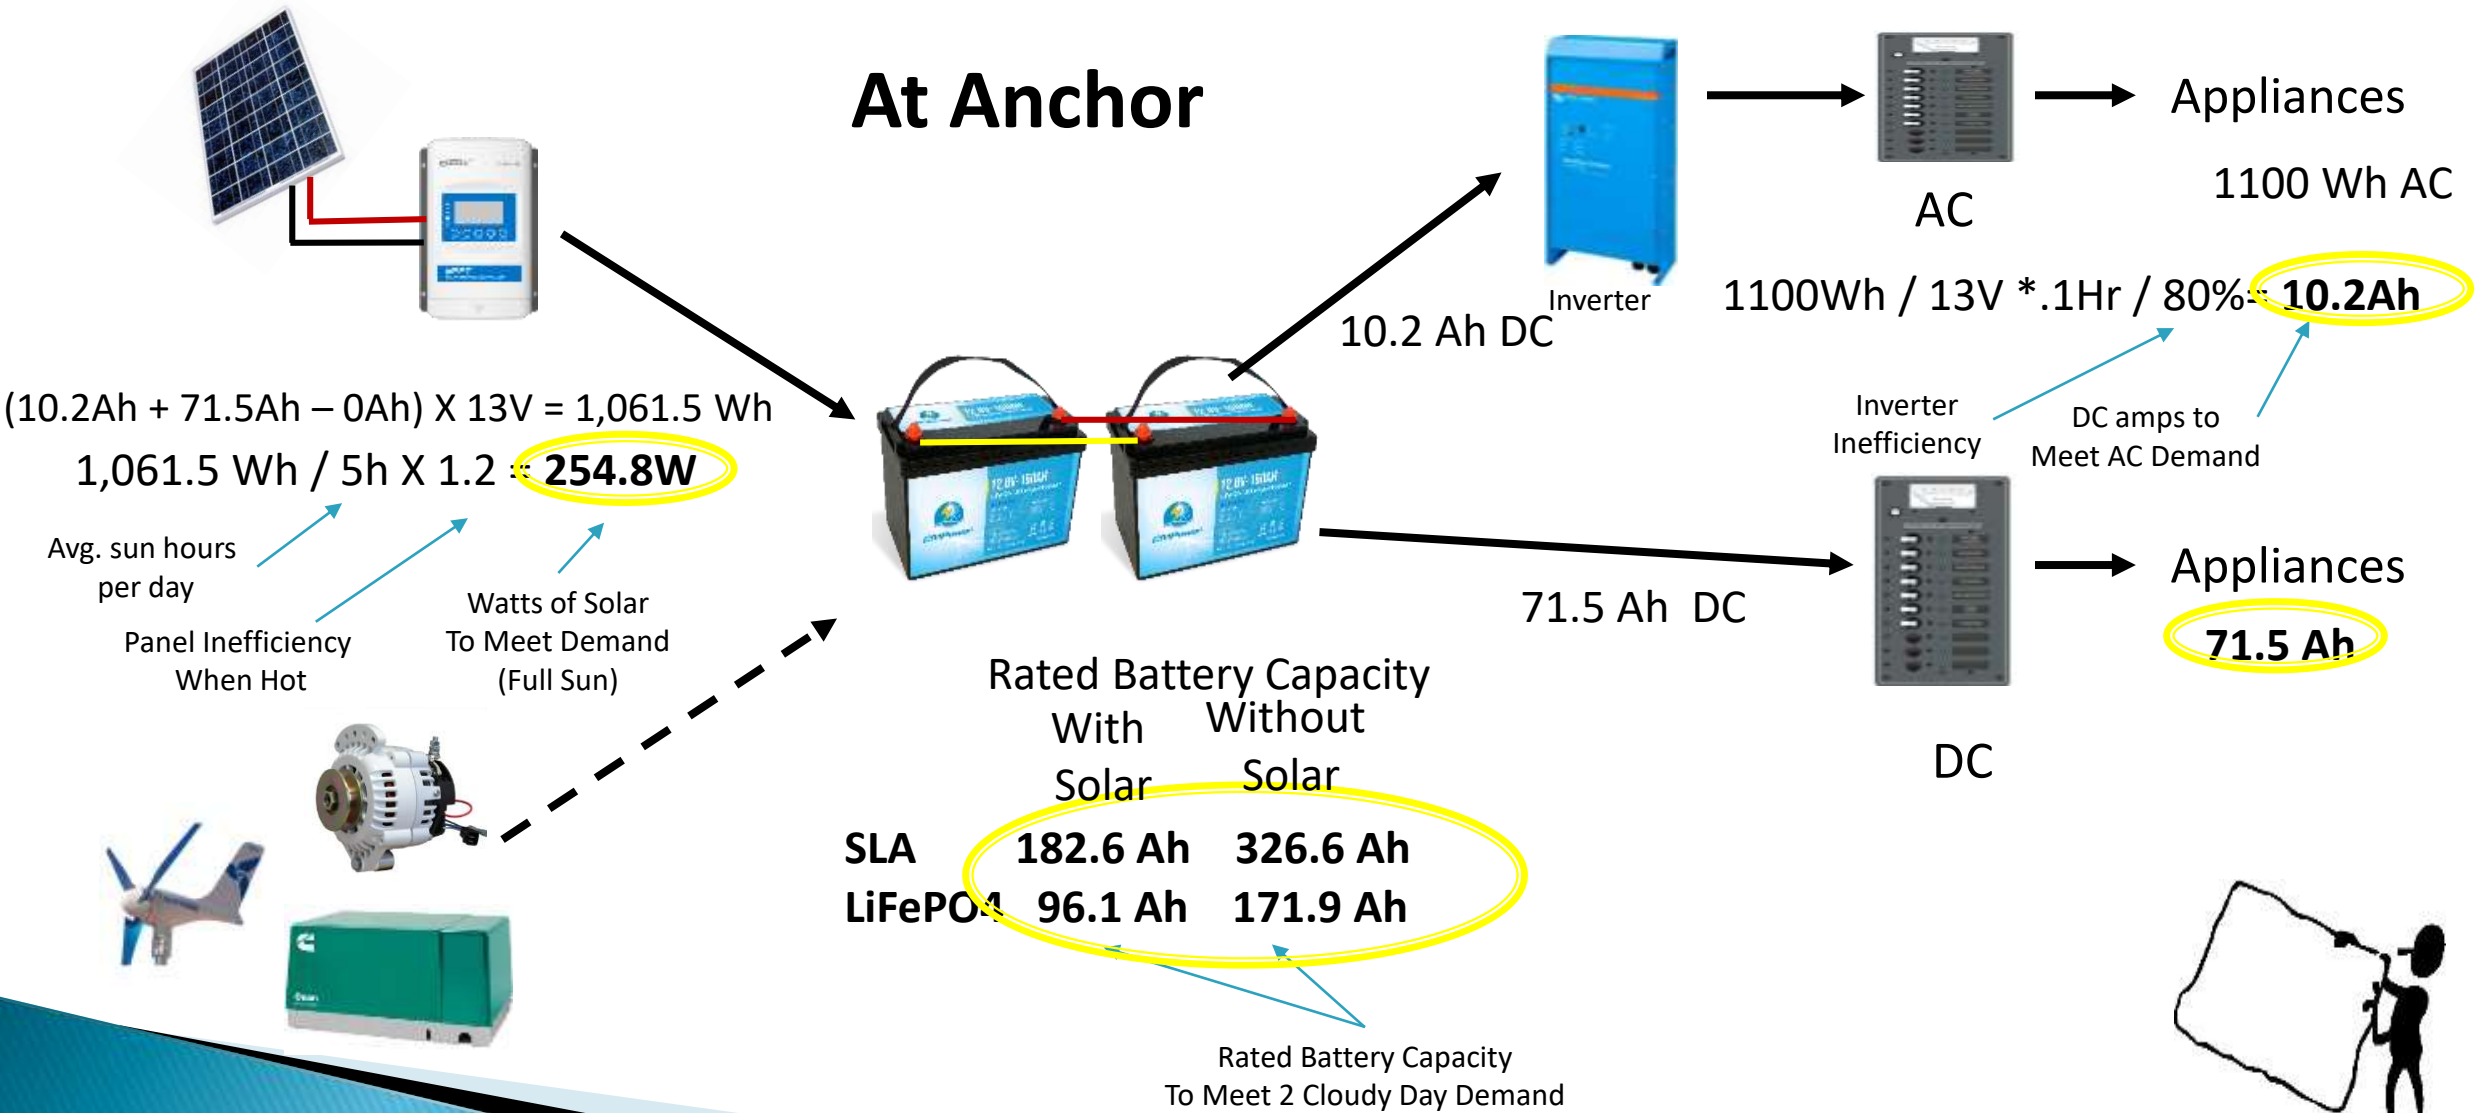 At Anchor
Appliances
1100 Wh AC
AC
Inverter
1100Wh / 13V *.1Hr / 80%= 10.2Ah
10.2 Ah DC
(10.2Ah + 71.5Ah – 0Ah) X 13V = 1,061.5 Wh
1,061.5 Wh / 5h X 1.2 = 254.8W
Inverter
Inefficiency
DC amps to
Meet AC Demand
Avg. sun hours
per day
Panel Inefficiency
When Hot
Watts of Solar
To Meet Demand
(Full Sun)
71.5 Ah DC
Appliances
71.5 Ah
DC
Rated Battery Capacity
With
Solar
Without
Solar
SLA 182.6 Ah 326.6 Ah
LiFePO4 96.1 Ah 171.9 Ah
Rated Battery Capacity
To Meet 2 Cloudy Day Demand